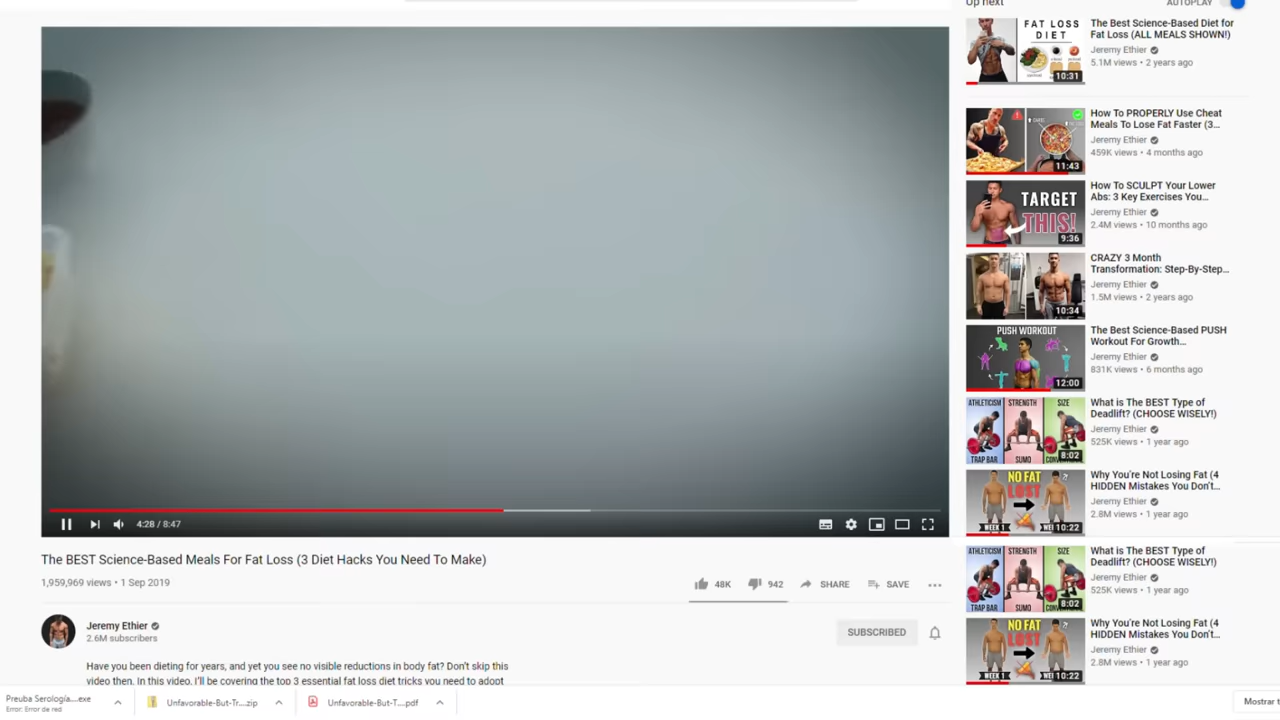 Up next
AUTOPLAY
FAT LOSS
DIET
10:31
The Best Science-Based Diet for
Fat Loss (ALL MEALS SHOWN!)
Jeremy Ethier
5.1M views • 2 years ago
11:43
How To PROPERLY Use Cheat
Meals To Lose Fat Faster (3...
Jeremy Ethier
459K views • 4 months ago
TARGET
THIS!
9:36
How To SCULPT Your Lower
Abs: 3 Key Exercises You...
Jeremy Ethier
2.4M views • 10 months ago
10:34
CRAZY 3 Month
Transformation: Step-By-Step...
Jeremy Ethier
1.5M views • 2 years ago
PUSH WORKOUT
12:00
The Best Science-Based PUSH
Workout For Growth...
Jeremy Ethier
831K views • 6 months ago
ATHLETICISM STRENGTH SIZE
TRAP BAR SUMO
8:02
What is The BEST Type of
Deadlift? (CHOOSE WISELY!)
Jeremy Ethier
525K views • 1 year ago
NO FAT
LOST
WEEK 1
10:22
Why You're Not Losing Fat (4
HIDDEN Mistakes You Don't...
Jeremy Ethier
2.8M views • 1 year ago
ATHLETICISM STRENGTH SIZE
TRAP BAR SUMO
8:02
What is The BEST Type of
Deadlift? (CHOOSE WISELY!)
Jeremy Ethier
525K views • 1 year ago
NO FAT
LOST
WEEK 1
10:22
Why You're Not Losing Fat (4
HIDDEN Mistakes You Don't...
Jeremy Ethier
2.8M views • 1 year ago
4:28 / 8:47
The BEST Science-Based Meals For Fat Loss (3 Diet Hacks You Need To Make)
1,959,969 views • 1 Sep 2019
48K 942 SHARE SAVE
Jeremy Ethier
2.6M subscribers
SUBSCRIBED
Have you been dieting for years, and yet you see no visible reductions in body fat? Don't skip this
video then. In this video, I'll be covering the top 3 essential fat loss diet tricks you need to adopt
Preuba Serología....exe
Error: Error de red
Unfavorable-But-Tr....zip
Unfavorable-But-T....pdf
Mostrar t